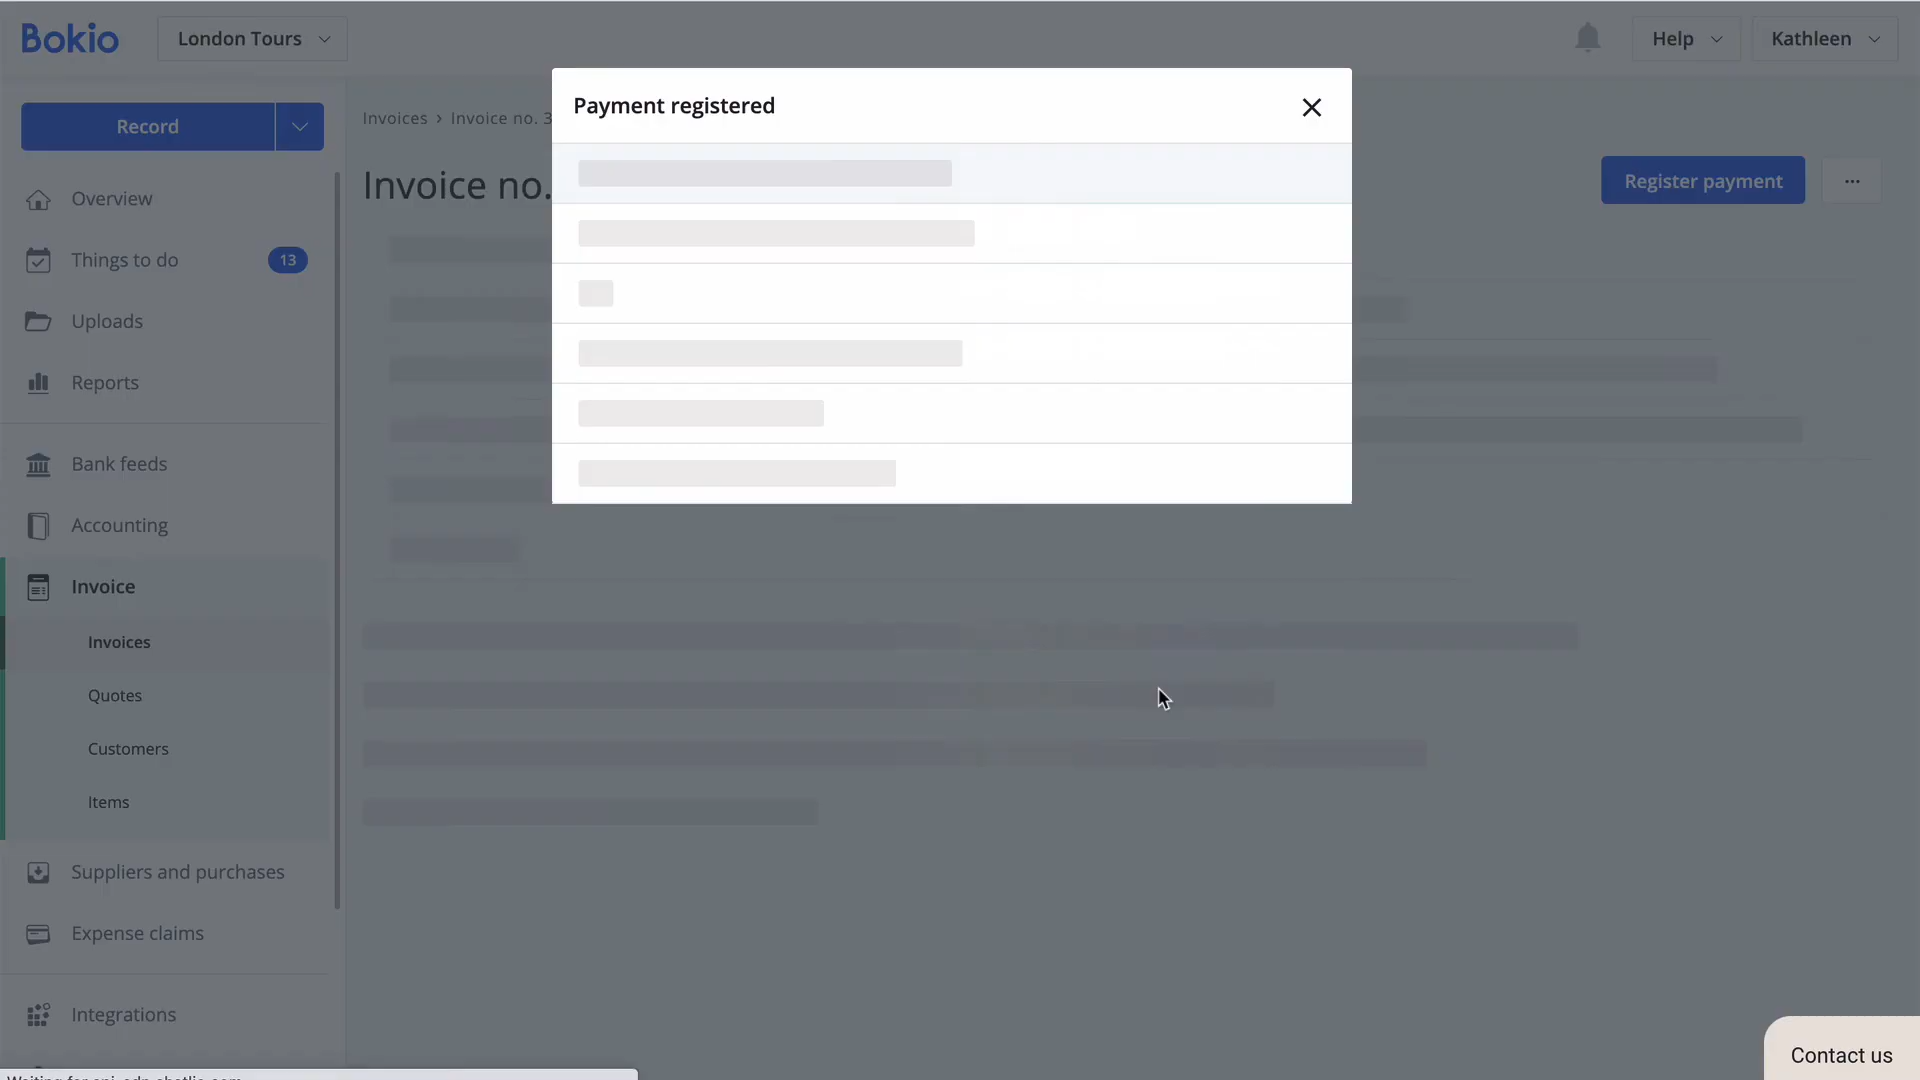 Bokio
London Tours
Help
Kathleen
Record
Overview
Things to do
13
Uploads
Reports
Bank feeds
Accounting
Invoice
Invoices
Quotes
Customers
Items
Suppliers and purchases
Expense claims
Integrations
Invoices › Invoice no. 3
Invoice no.
Register payment
...
Payment registered
Contact us